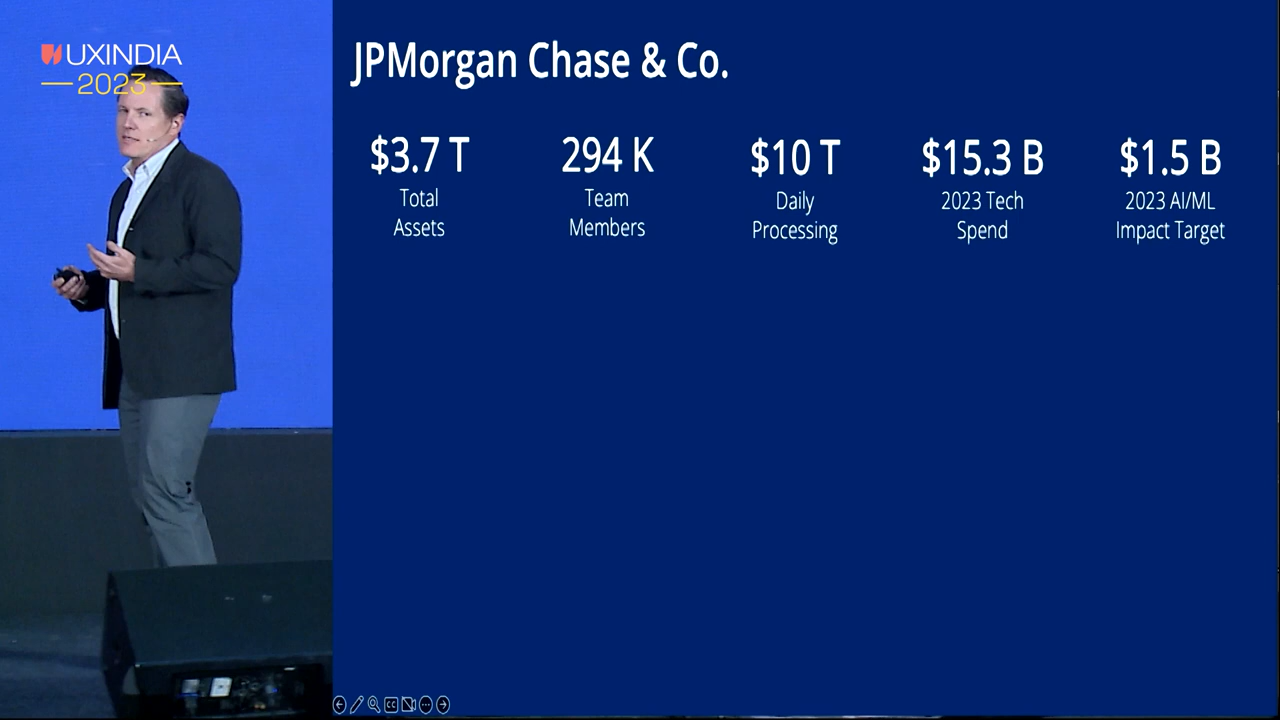 UXINDIA
2023
JPMorgan Chase & Co.
$3.7 T
Total
Assets
294 K
Team
Members
$10 T
Daily
Processing
$15.3 B
2023 Tech
Spend
$1.5 B
2023 AI/ML
Impact Target
CC